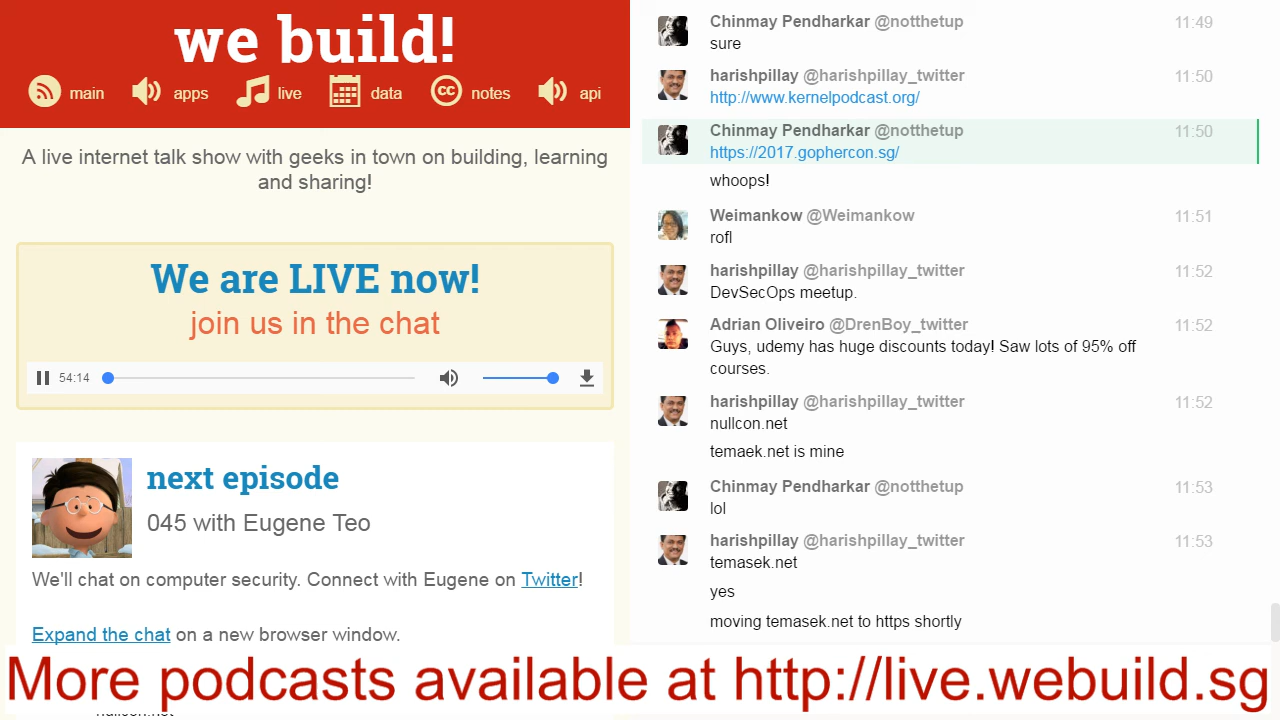 we build!
main
apps
live
data
cc
notes
api
A live internet talk show with geeks in town on building, learning
and sharing!
We are LIVE now!
join us in the chat
54:14
next episode
045 with Eugene Teo
We'll chat on computer security. Connect with Eugene on Twitter!
Expand the chat on a new browser window.
Chinmay Pendharkar @notthetup 11:49
sure
harishpillay @harishpillay_twitter 11:50
http://www.kernelpodcast.org/
Chinmay Pendharkar @notthetup 11:50
https://2017.gophercon.sg/
whoops!
Weimankow @Weimankow 11:51
rofl
harishpillay @harishpillay_twitter 11:52
DevSecOps meetup.
Adrian Oliveiro @DrenBoy_twitter 11:52
Guys, udemy has huge discounts today! Saw lots of 95% off
courses.
harishpillay @harishpillay_twitter 11:52
nullcon.net
temaek.net is mine
Chinmay Pendharkar @notthetup 11:53
lol
harishpillay @harishpillay_twitter 11:53
temasek.net
yes
moving temasek.net to https shortly
More podcasts available at http://live.webuild.sg